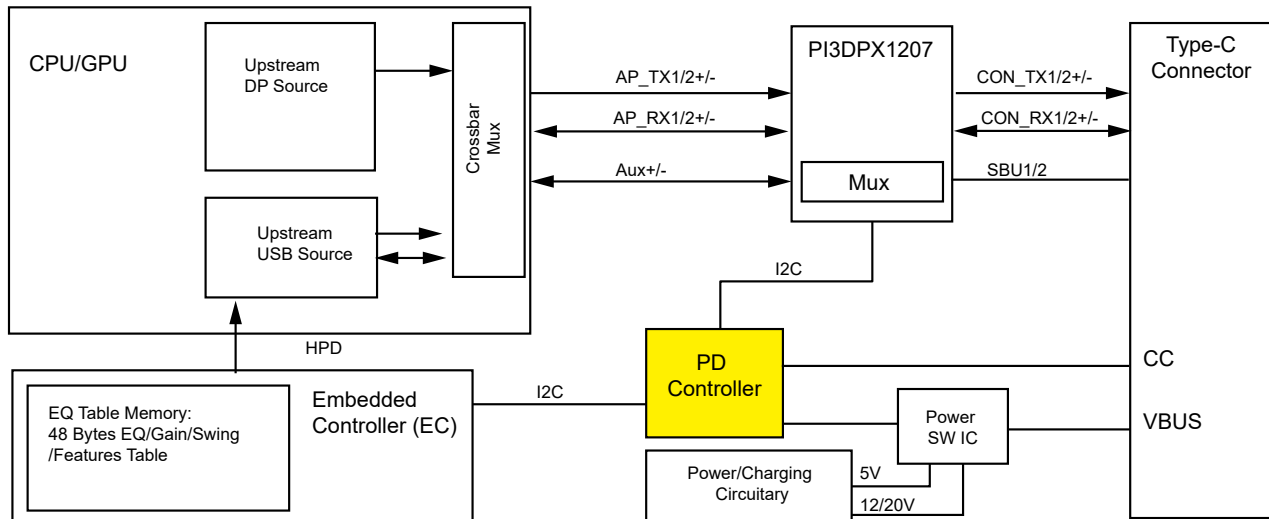 CPU/GPU
Upstream
DP Source
Crossbar
Mux
Upstream
USB Source
AP_TX1/2+/-
AP_RX1/2+/-
Aux+/-
PI3DPX1207
Mux
CON_TX1/2+/-
CON_RX1/2+/-
SBU1/2
Type-C
Connector
I2C
HPD
EQ Table Memory:
48 Bytes EQ/Gain/Swing
/Features Table
Embedded
Controller (EC)
I2C
PD
Controller
CC
Power
SW IC
VBUS
Power/Charging
Circuitary
5V
12/20V